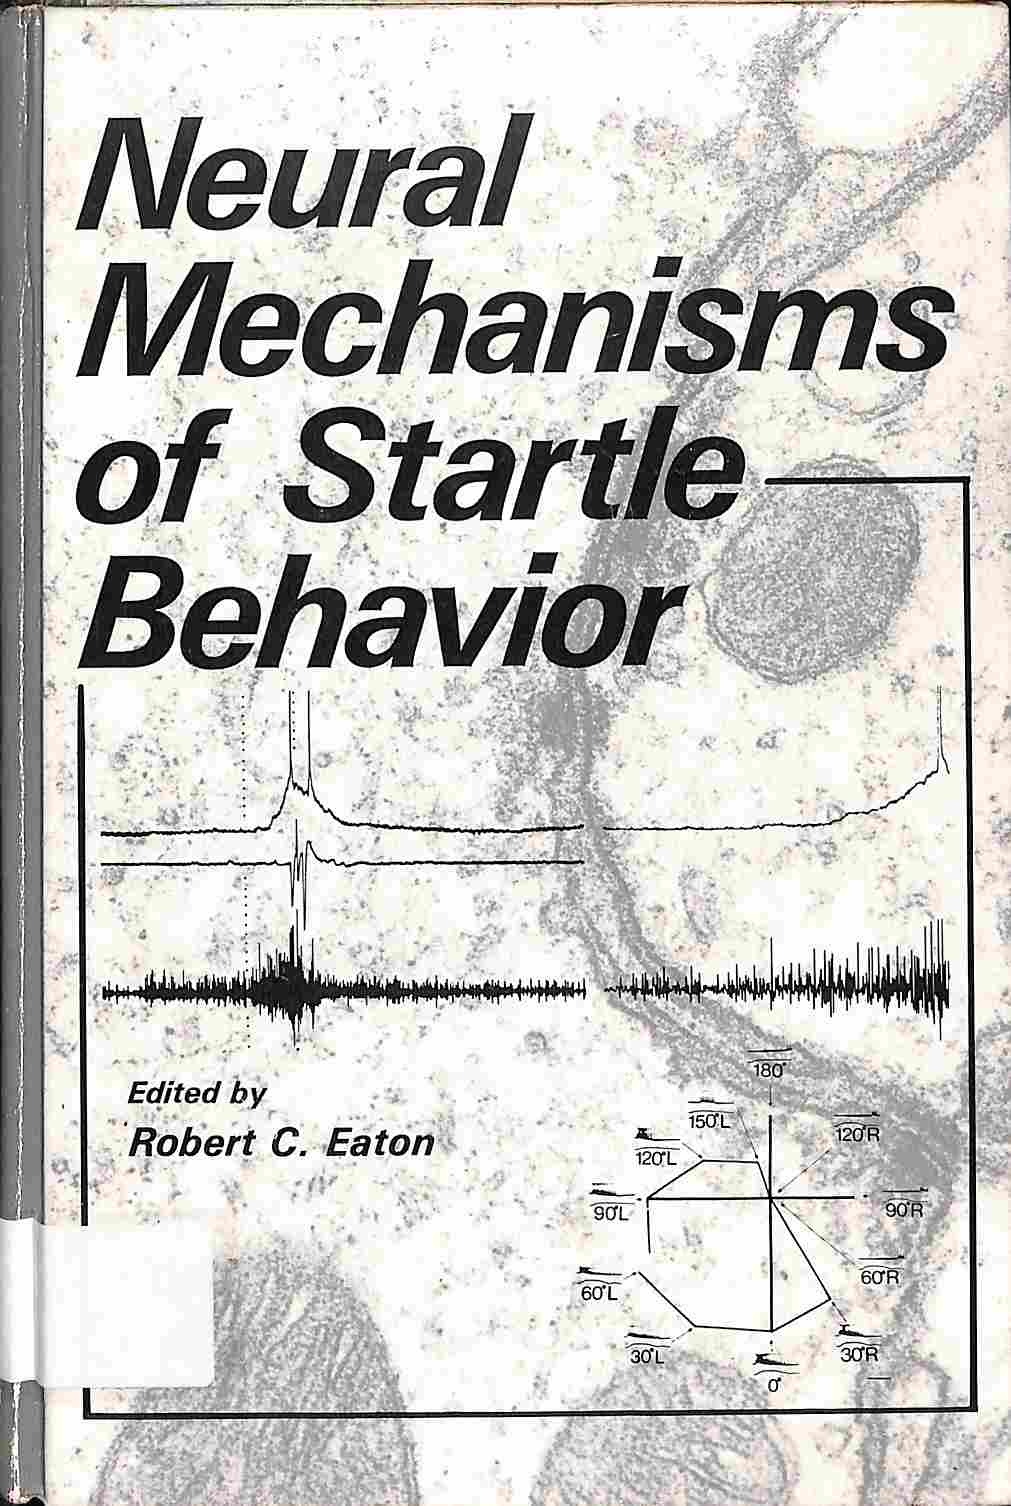 Neural
Mechanisms
of Startle
Behavior
Edited by
Robert C. Eaton
180°
150°L
120°L
120°R
90°L
90°R
60°L
60°R
30°L
30°R
0°